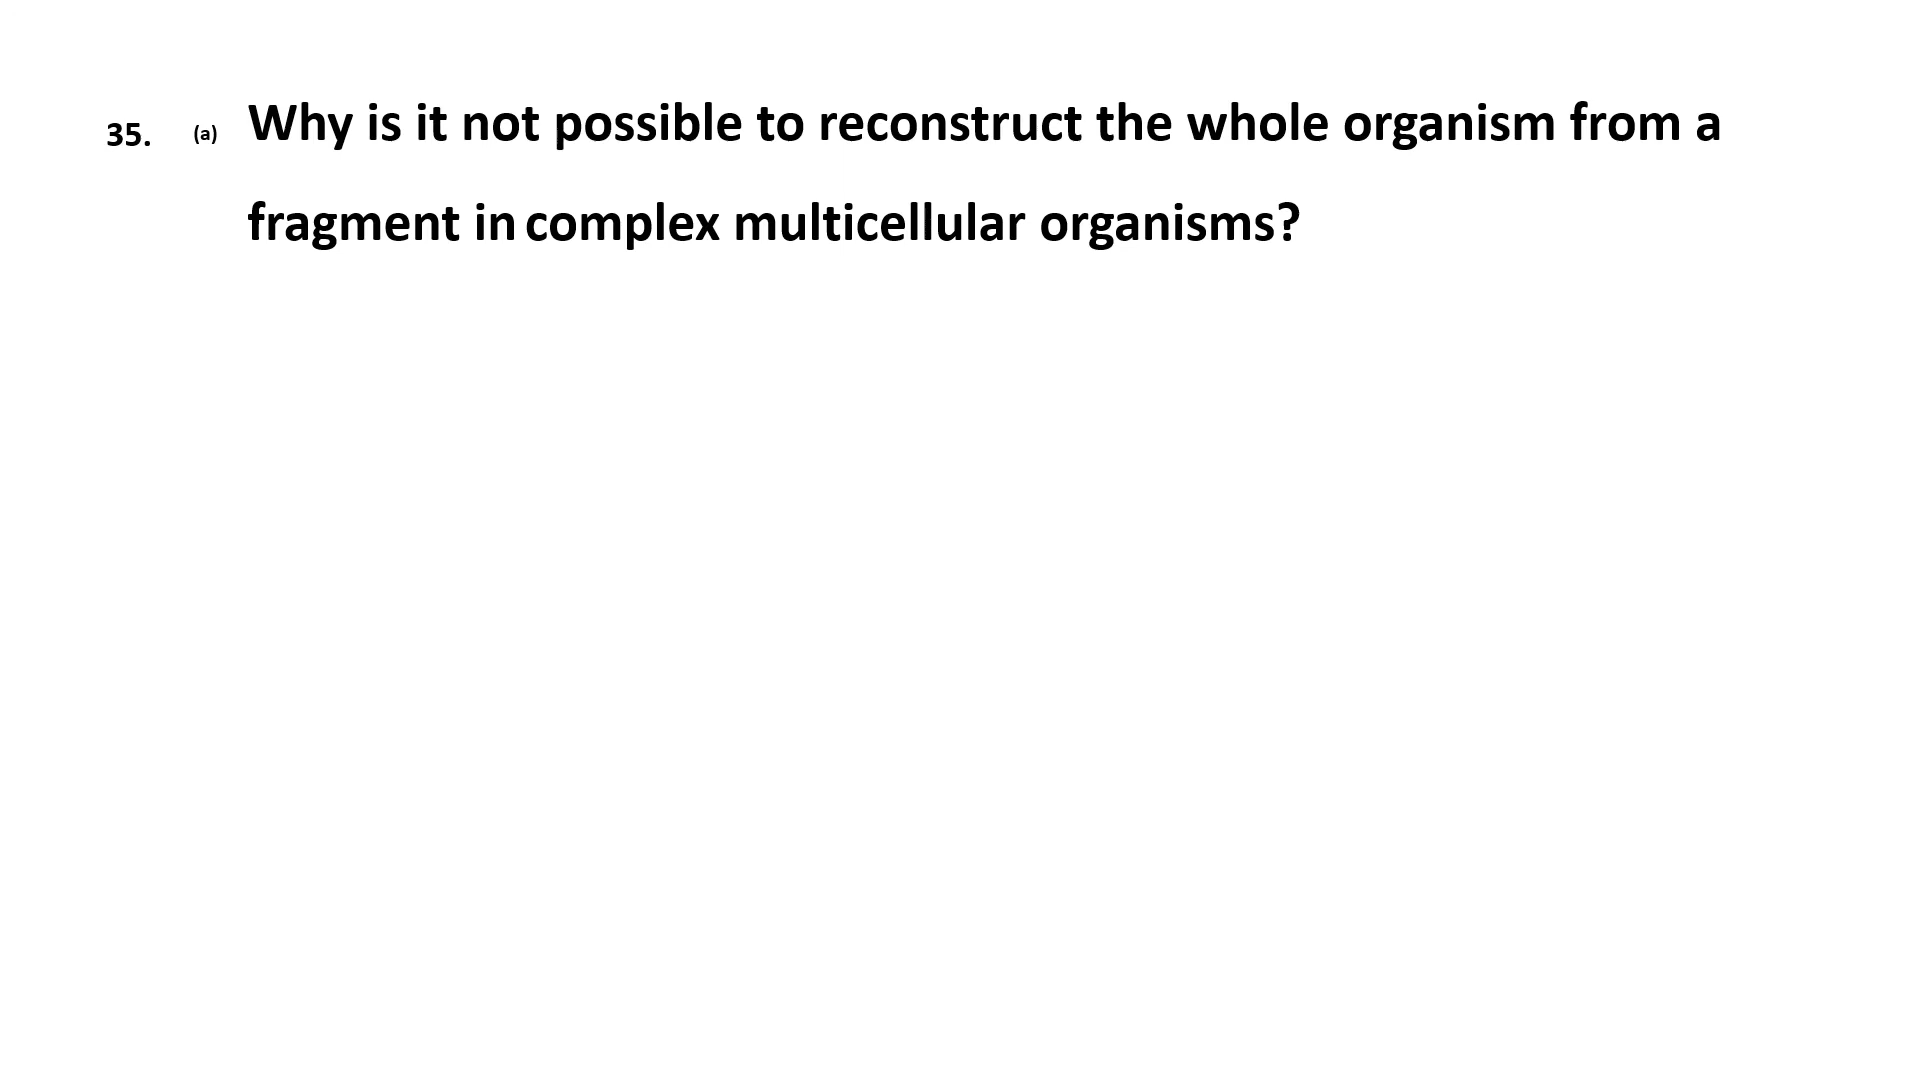 35. (a) Why is it not possible to reconstruct the whole organism from a
fragment in complex multicellular organisms?